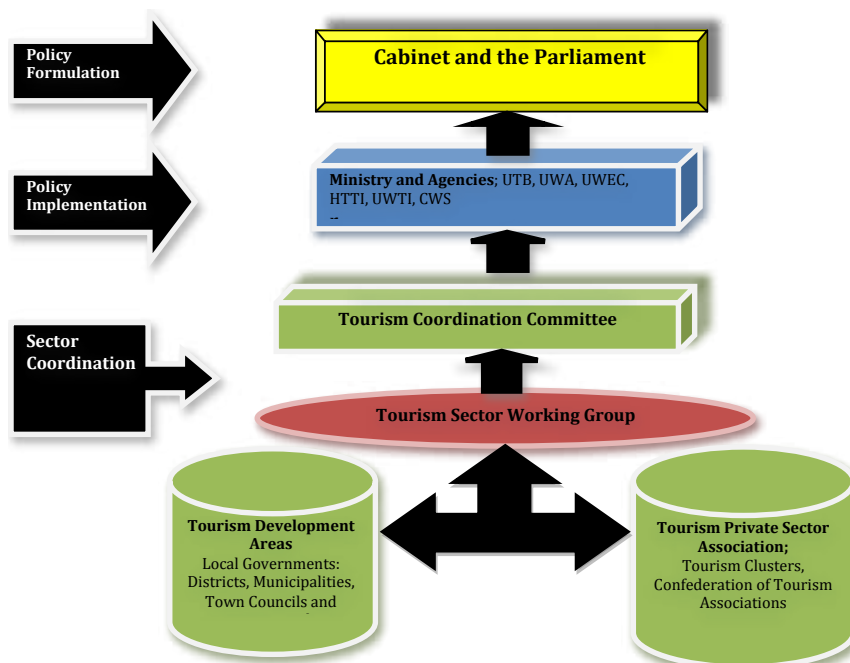 Policy
Formulation
Cabinet and the Parliament
Policy
Implementation
Ministry and Agencies; UTB, UWA, UWEC,
HTTI, UWTI, CWS
Tourism Coordination Committee
Sector
Coordination
Tourism Sector Working Group
Tourism Development
Areas
Local Governments:
Districts, Municipalities,
Town Councils and
Tourism Private Sector
Association;
Tourism Clusters,
Confederation of Tourism
Associations